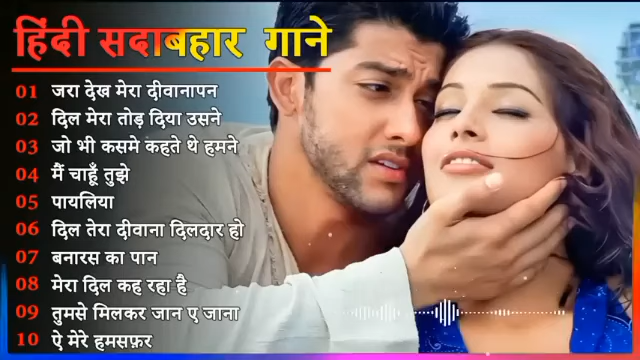 हिंदी सदाबहार गाने
01 जरा देख मेरा दीवानापन
02 दिल मेरा तोड़ दिया उसने
03 जो भी कसमे कहते थे हमने
04 मैं चाहूँ तुझे
05 पायलिया
06 दिल तेरा दीवाना दिलदार हो
07 बनारस का पान
08 मेरा दिल कह रहा है
09 तुमसे मिलकर जान ए जाना
10 ऐ मेरे हमसफ़र